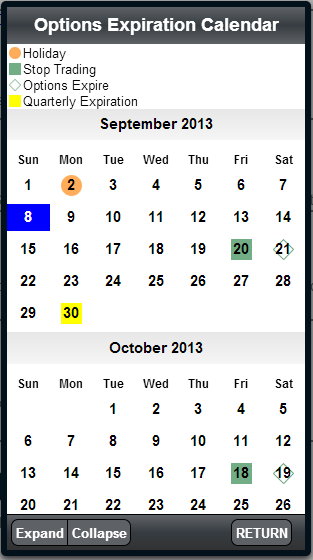 Options Expiration Calendar
Holiday
Stop Trading
Options Expire
Quarterly Expiration
September 2013
Sun Mon Tue Wed Thu Fri Sat
1 2 3 4 5 6 7
8 9 10 11 12 13 14
15 16 17 18 19 20 21
22 23 24 25 26 27 28
29 30
October 2013
Sun Mon Tue Wed Thu Fri Sat
1 2 3 4 5
6 7 8 9 10 11 12
13 14 15 16 17 18 19
20 21 22 23 24 25 26
Expand Collapse RETURN